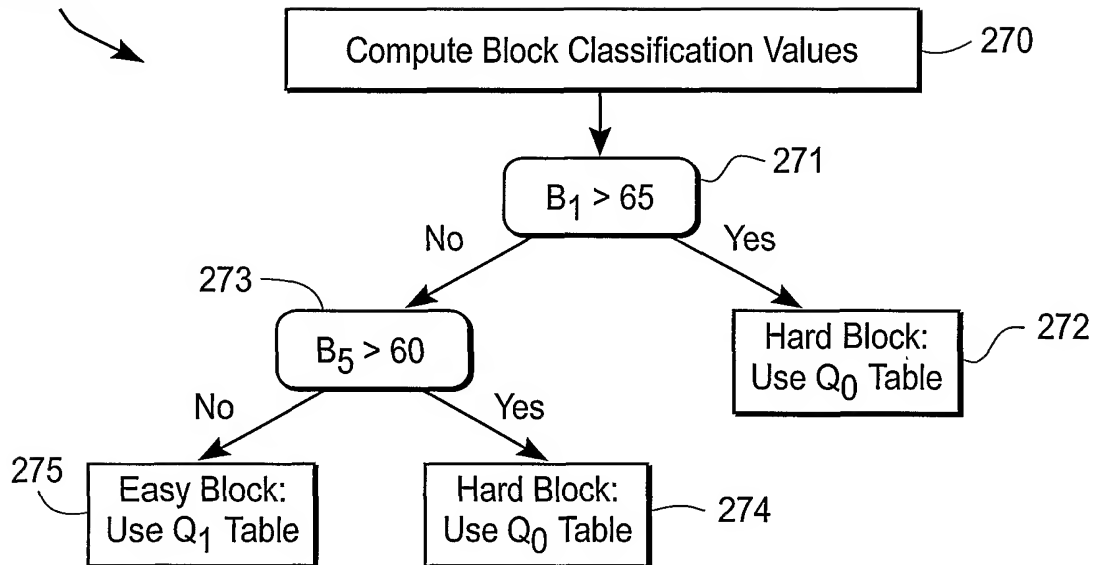 Compute Block Classification Values
270
271
B1 > 65
No
Yes
273
B5 > 60
Hard Block:
Use Q0 Table
272
No
Yes
275
Easy Block:
Use Q1 Table
Hard Block:
Use Q0 Table
274